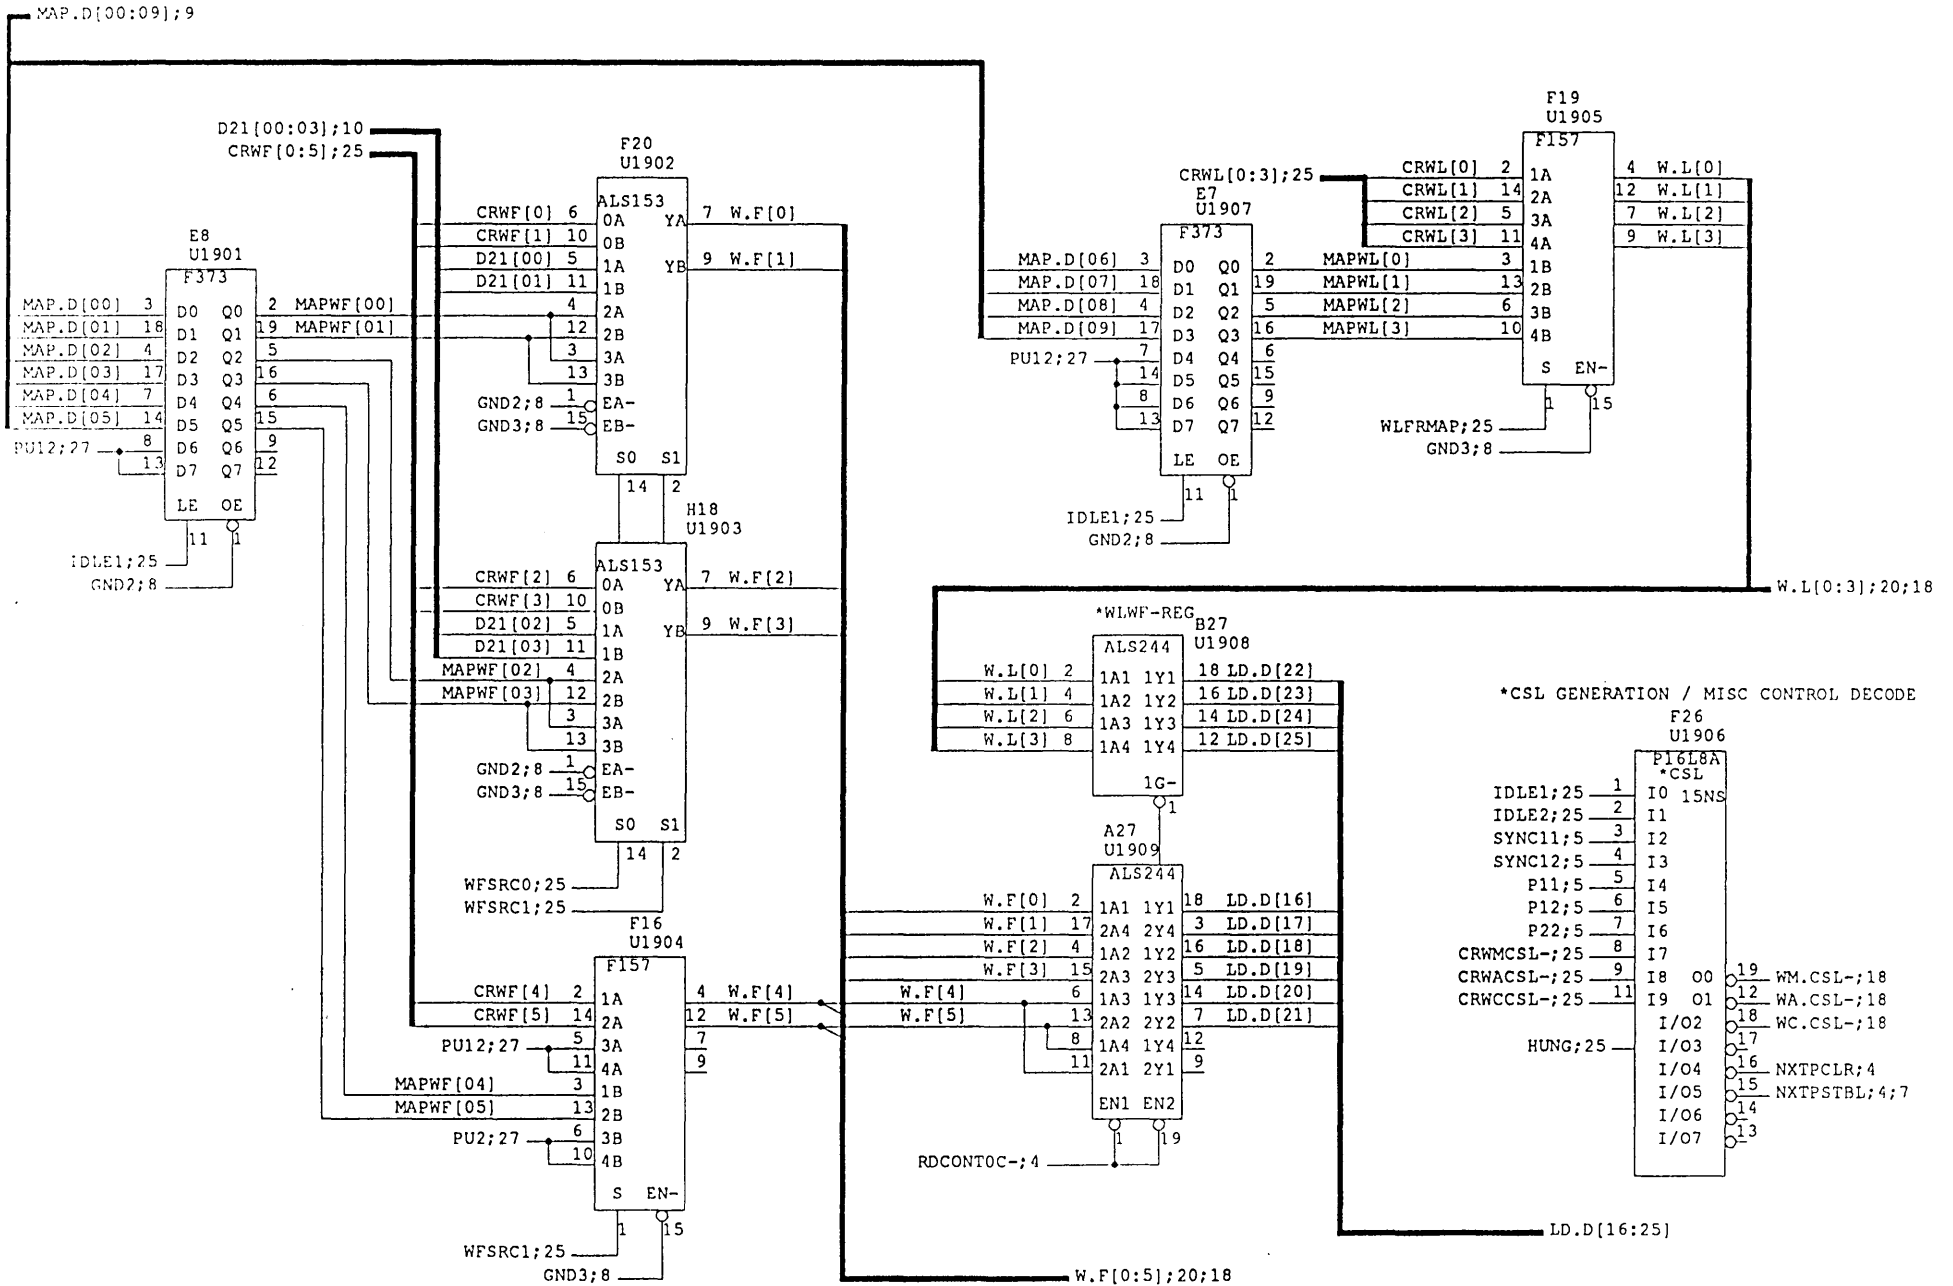 MAP.D[00:09];9
D21[00:03];10
CRWF[0:5];25
E8
U1901
F373
MAP.D[00] 3 D0 Q0 2 MAPWF[00]
MAP.D[01] 18 D1 Q1 19 MAPWF[01]
MAP.D[02] 4 D2 Q2 5
MAP.D[03] 17 D3 Q3 16
MAP.D[04] 7 D4 Q4 6
MAP.D[05] 14 D5 Q5 15
PU12;27 8 D6 Q6 9
13 D7 Q7 12
LE OE
11 1
IDLE1;25
GND2;8
F20
U1902
ALS153
CRWF[0] 6 0A YA 7 W.F[0]
CRWF[1] 10 0B
D21[00] 5 1A YB 9 W.F[1]
D21[01] 11 1B
4 2A
12 2B
3 3A
13 3B
GND2;8 1 EA-
GND3;8 15 EB-
S0 S1
14 2
H18
U1903
ALS153
CRWF[2] 6 0A YA 7 W.F[2]
CRWF[3] 10 0B
D21[02] 5 1A YB 9 W.F[3]
D21[03] 11 1B
MAPWF[02] 4 2A
MAPWF[03] 12 2B
3 3A
13 3B
GND2;8 1 EA-
GND3;8 15 EB-
S0 S1
14 2
WFSRC0;25
WFSRC1;25
F16
U1904
F157
CRWF[4] 2 1A 4 W.F[4]
CRWF[5] 14 2A 12 W.F[5]
PU12;27 5 3A 7
11 4A 9
MAPWF[04] 3 1B
MAPWF[05] 13 2B
PU2;27 6 3B
10 4B
S EN-
1 15
WFSRC1;25
GND3;8
CRWL[0:3];25
E7
U1907
F373
MAP.D[06] 3 D0 Q0 2 MAPWL[0]
MAP.D[07] 18 D1 Q1 19 MAPWL[1]
MAP.D[08] 4 D2 Q2 5 MAPWL[2]
MAP.D[09] 17 D3 Q3 16 MAPWL[3]
PU12;27 7 D4 Q4 6
14 D5 Q5 15
8 D6 Q6 9
13 D7 Q7 12
LE OE
11 1
IDLE1;25
GND2;8
F19
U1905
F157
CRWL[0] 2 1A 4 W.L[0]
CRWL[1] 14 2A 12 W.L[1]
CRWL[2] 5 3A 7 W.L[2]
CRWL[3] 11 4A 9 W.L[3]
3 1B
13 2B
6 3B
10 4B
S EN-
1 15
WLFRMAP;25
GND3;8
W.L[0:3];20;18
*WLWF-REG
B27
U1908
ALS244
W.L[0] 2 1A1 1Y1 18 LD.D[22]
W.L[1] 4 1A2 1Y2 16 LD.D[23]
W.L[2] 6 1A3 1Y3 14 LD.D[24]
W.L[3] 8 1A4 1Y4 12 LD.D[25]
1G-
1
A27
U1909
ALS244
W.F[0] 2 1A1 1Y1 18 LD.D[16]
W.F[1] 17 2A4 2Y4 3 LD.D[17]
W.F[2] 4 1A2 1Y2 16 LD.D[18]
W.F[3] 15 2A3 2Y3 5 LD.D[19]
W.F[4] 6 1A3 1Y3 14 LD.D[20]
W.F[5] 13 2A2 2Y2 7 LD.D[21]
8 1A4 1Y4 12
11 2A1 2Y1 9
EN1 EN2
1 19
RDCONT0C-;4
*CSL GENERATION / MISC CONTROL DECODE
F26
U1906
P16L8A
*CSL
15NS
IDLE1;25 1 I0
IDLE2;25 2 I1
SYNC11;5 3 I2
SYNC12;5 4 I3
P11;5 5 I4
P12;5 6 I5
P22;5 7 I6
CRWMCSL-;25 8 I7
CRWACSL-;25 9 I8 O0 19 WM.CSL-;18
CRWCCSL-;25 11 I9 O1 12 WA.CSL-;18
I/O2 18 WC.CSL-;18
HUNG;25 I/O3 17
I/O4 16 NXTPCLR;4
I/O5 15 NXTPSTBL;4;7
I/O6 14
I/O7 13
LD.D[16:25]
W.F[0:5];20;18